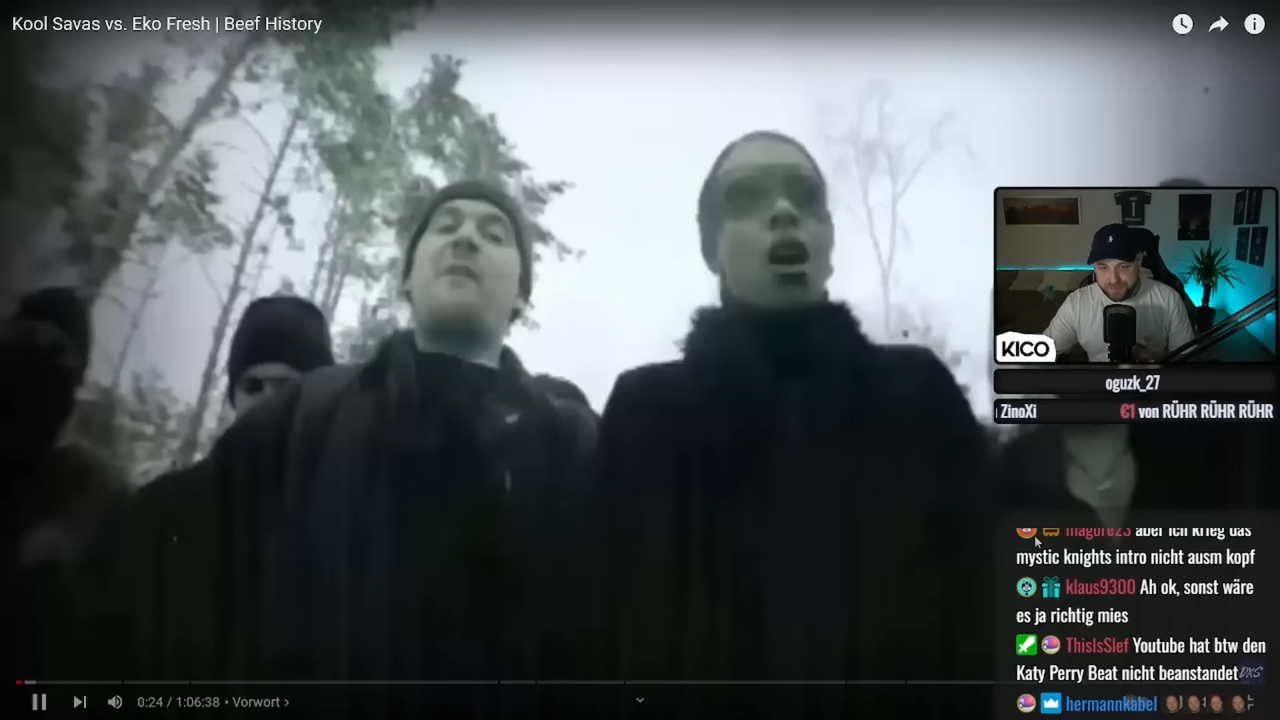 Kool Savas vs. Eko Fresh | Beef History
KICO
oguzk_27
ZinoXi €1 von RÜHR RÜHR RÜHR
magore23 aber ich krieg das
mystic knights intro nicht ausm kopf
klaus9300 Ah ok, sonst wäre
es ja richtig mies
ThisIsSlef Youtube hat btw den
Katy Perry Beat nicht beanstandet
hermannkabel
0:24 / 1:06:38 • Vorwort ›